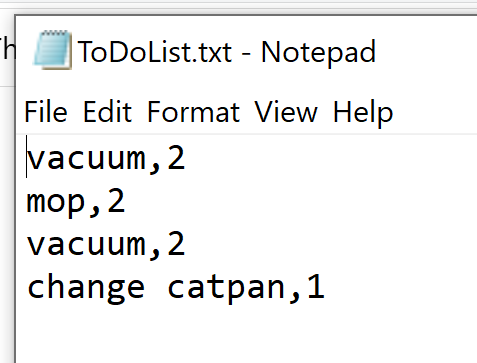 ToDoList.txt - Notepad
File Edit Format View Help
vacuum,2
mop,2
vacuum,2
change catpan,1